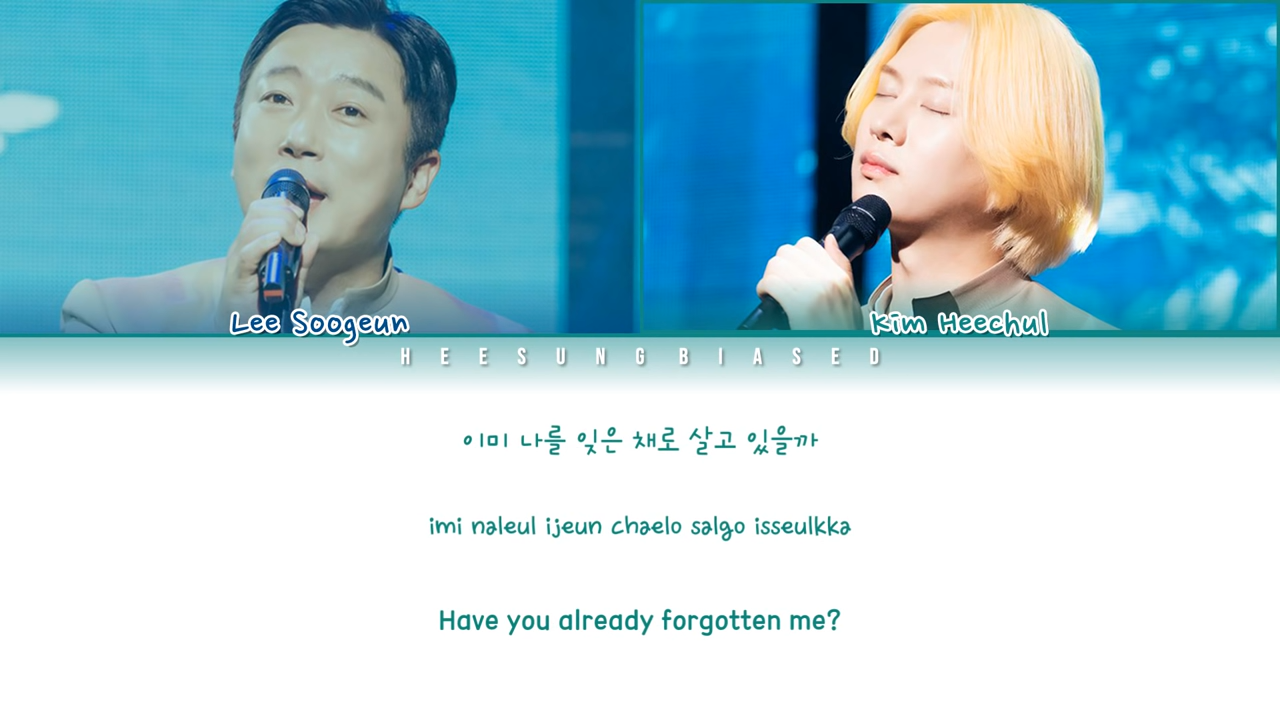 Lee Soogeun
Kim Heechul
HEESUNGBIASED
이미 나를 잊은 채로 살고 있을까
imi naleul ijeun chaelo salgo isseulkka
Have you already forgotten me?